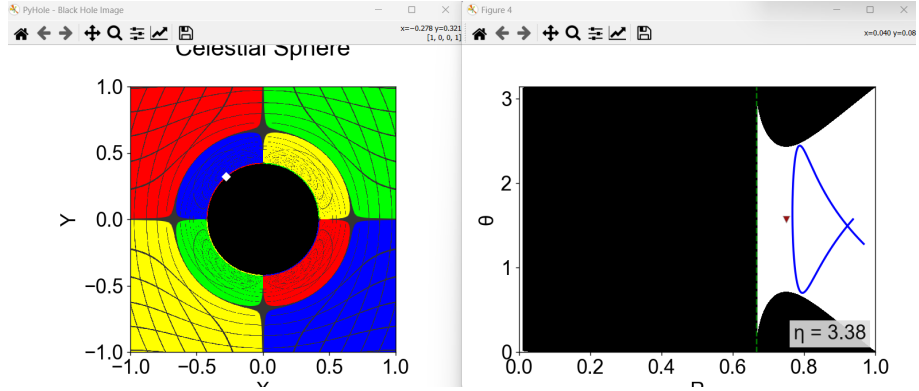 PyHole - Black Hole Image
x=−0.278 y=0.321
[1, 0, 0, 1]
Celestial Sphere
1.0
0.5
0.0
−0.5
−1.0
−1.0
−0.5
0.0
0.5
1.0
Y
X
Figure 4
x=0.040 y=0.08
3
2
1
0
0.0
0.2
0.4
0.6
0.8
1.0
θ
η = 3.38